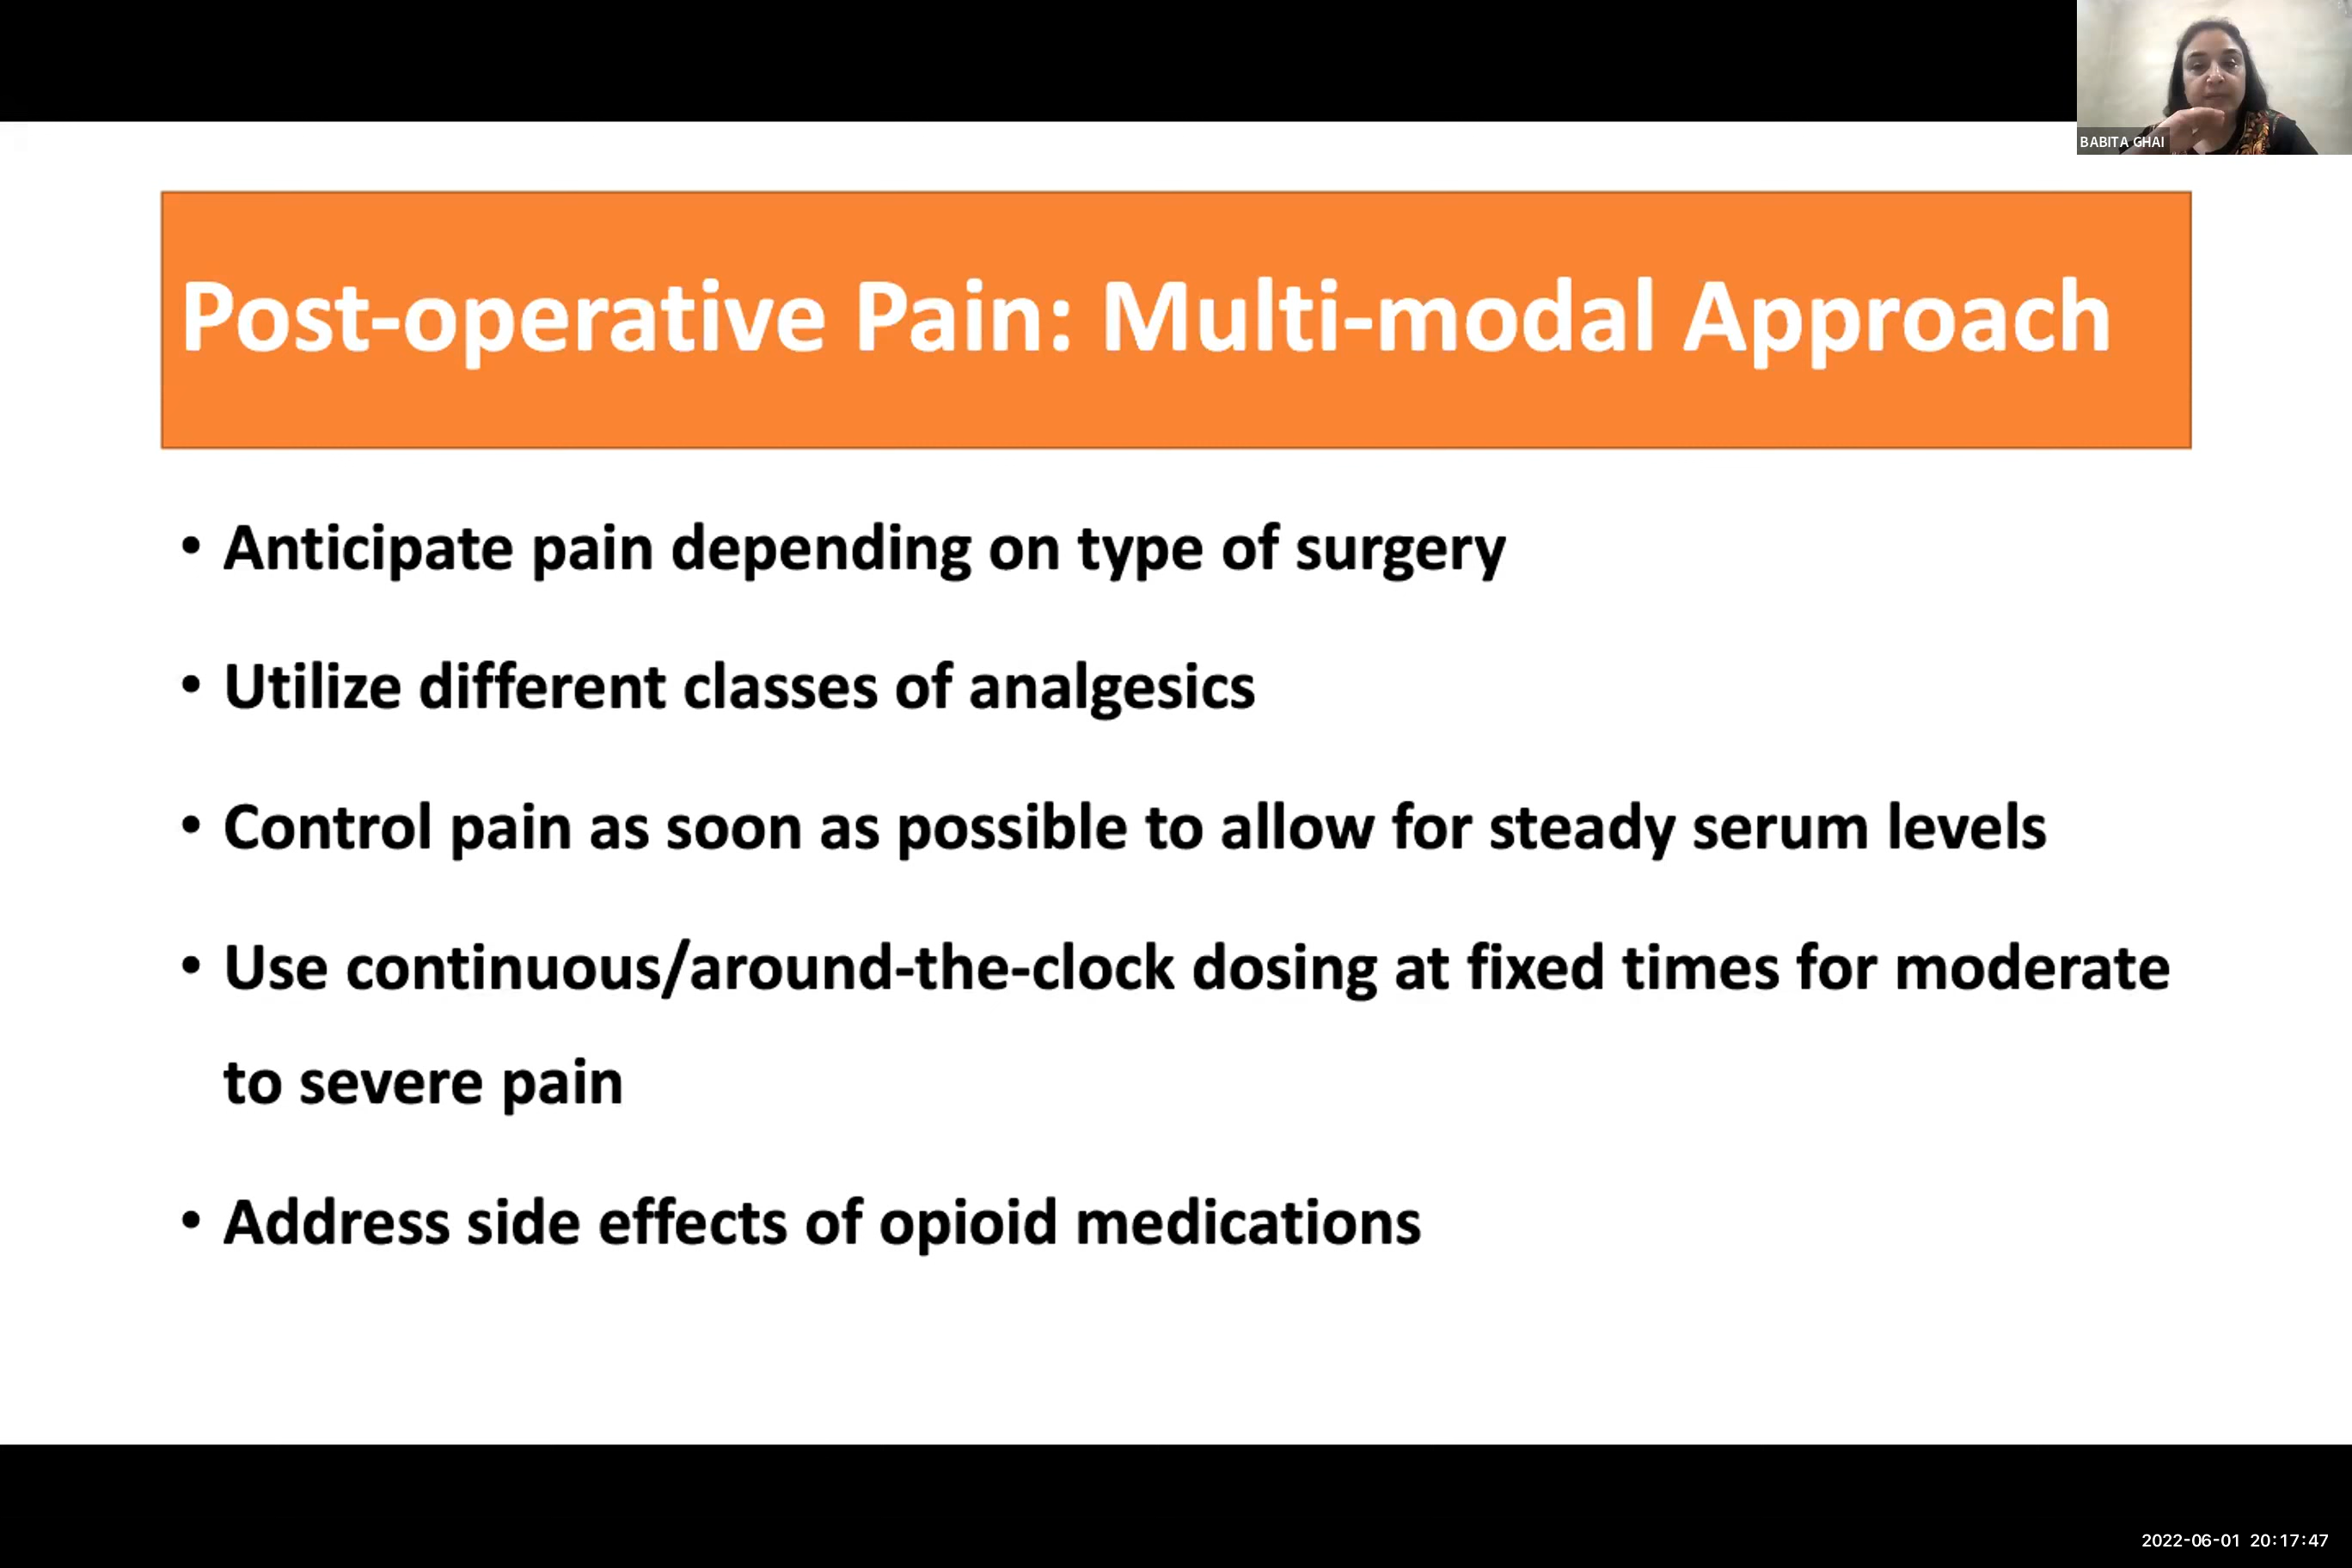 BABITA GHAI
Post-operative Pain: Multi-modal Approach
• Anticipate pain depending on type of surgery
• Utilize different classes of analgesics
• Control pain as soon as possible to allow for steady serum levels
• Use continuous/around-the-clock dosing at fixed times for moderate
to severe pain
• Address side effects of opioid medications
2022-06-01 20:17:47